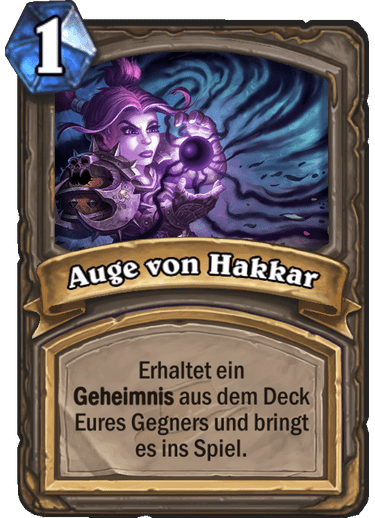 1
Auge von Hakkar
Erhaltet ein
Geheimnis aus dem Deck
Eures Gegners und bringt
es ins Spiel.